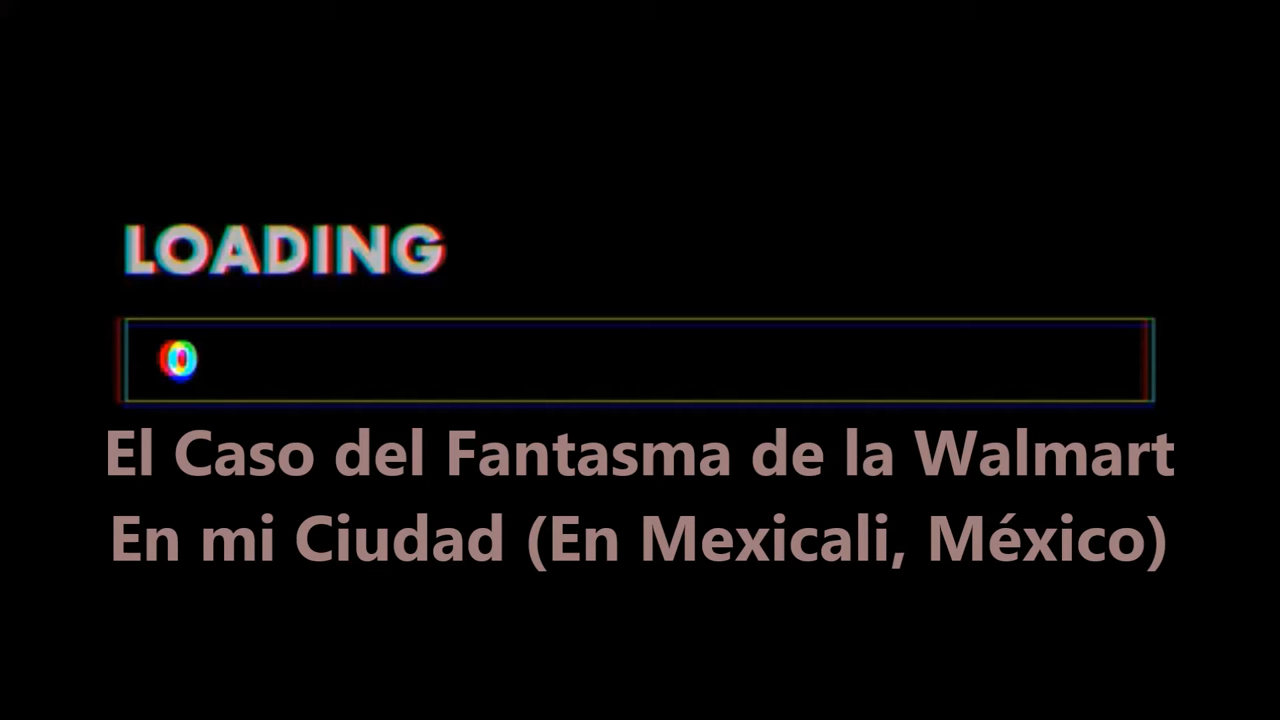 LOADING
0
El Caso del Fantasma de la Walmart
En mi Ciudad (En Mexicali, México)